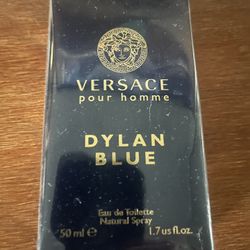 VERSACE
pour homme
DYLAN
BLUE
Eau de Toilette
Natural Spray
50 ml ℮ 1.7 us fl.oz.